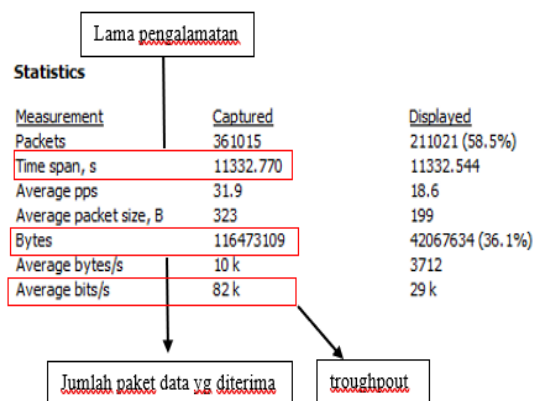 Lama pengalamatan
Statistics
Measurement Captured Displayed
Packets 361015 211021 (58.5%)
Time span, s 11332.770 11332.544
Average pps 31.9 18.6
Average packet size, B 323 199
Bytes 116473109 42067634 (36.1%)
Average bytes/s 10 k 3712
Average bits/s 82 k 29 k
Jumlah paket data yg diterima
troughpout